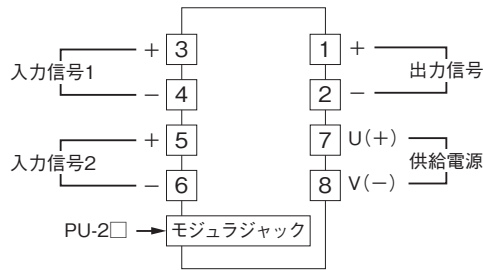 + 3
入力信号1
− 4
+ 5
入力信号2
− 6
1 +
出力信号
2 −
7 U(+)
供給電源
8 V(−)
PU-2□ モジュラジャック